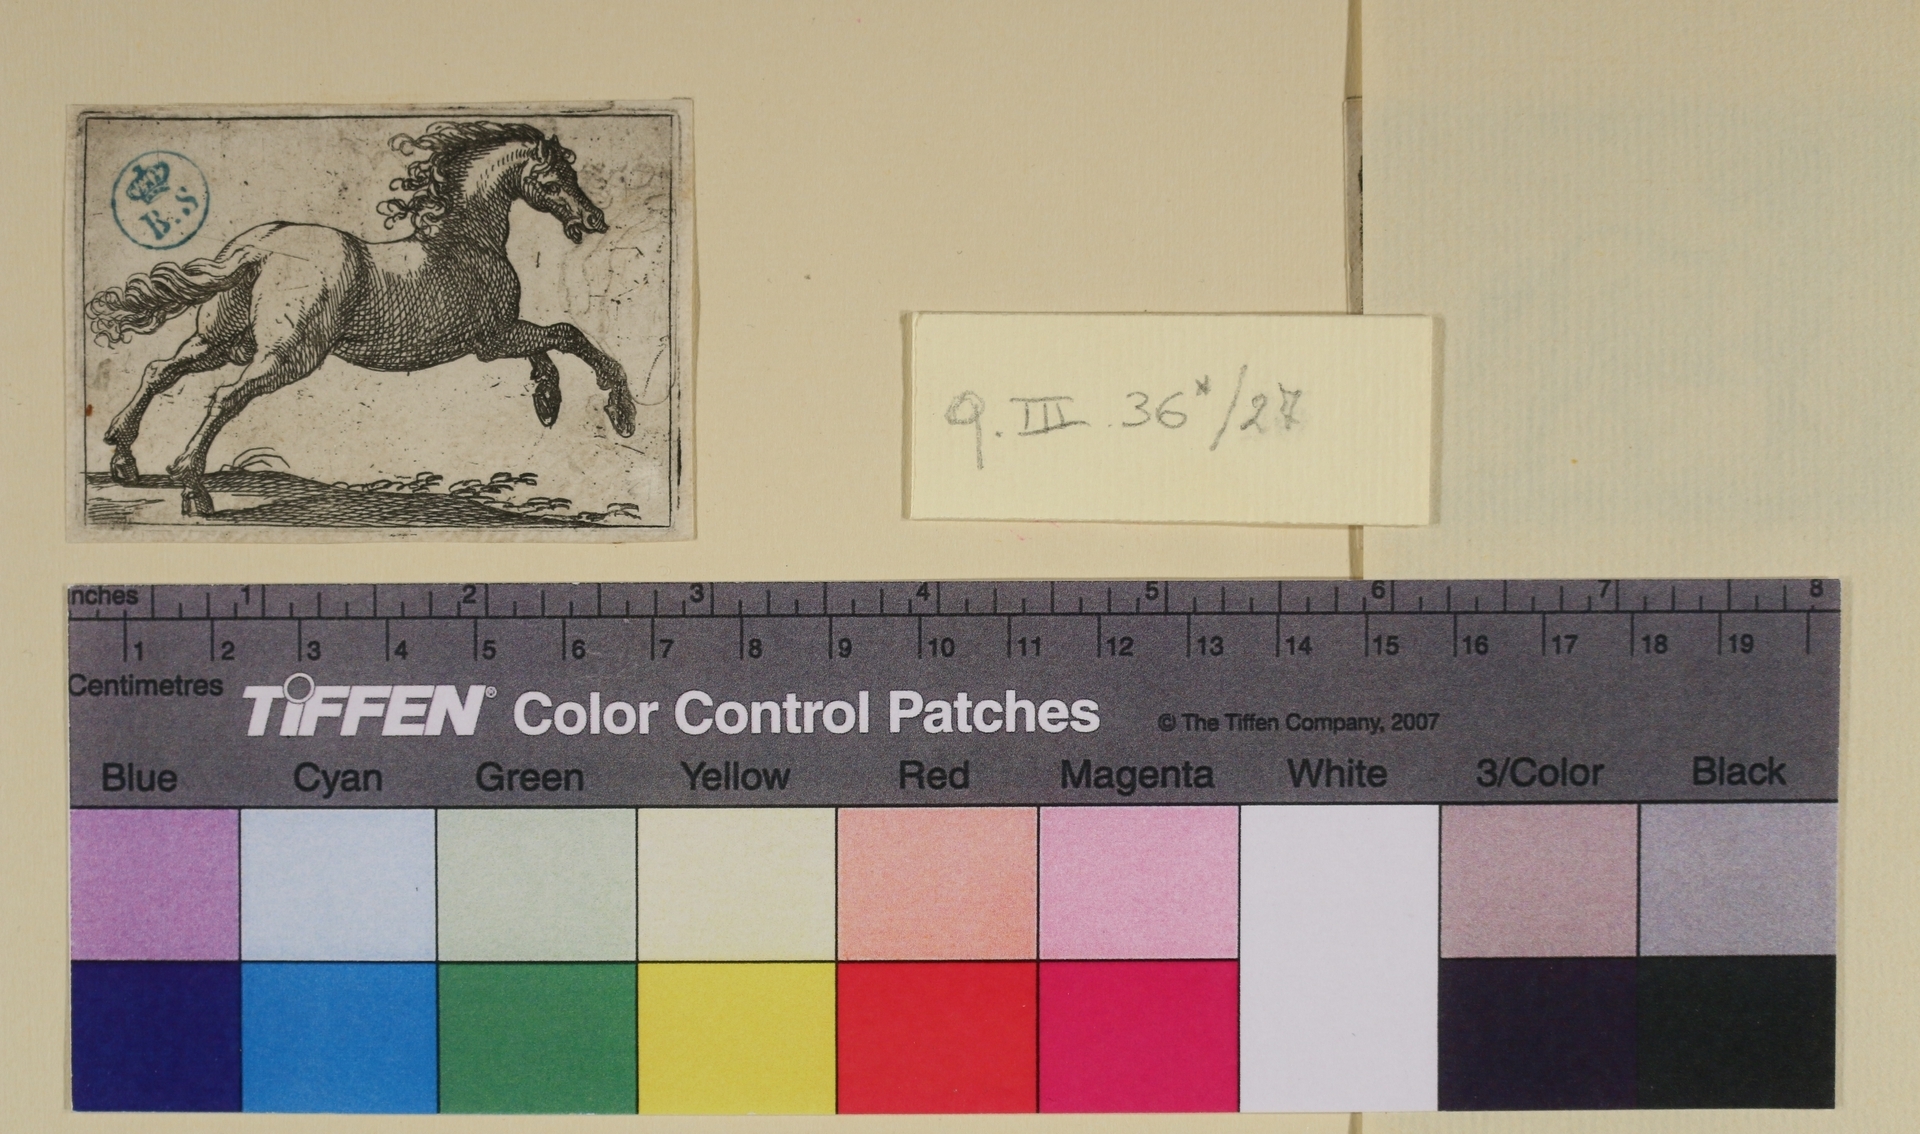 B.S
9. III. 36*/27
nches 1 2 3 4 5 6 7 8
1 2 3 4 5 6 7 8 9 10 11 12 13 14 15 16 17 18 19
Centimetres
TiFFEN® Color Control Patches © The Tiffen Company, 2007
Blue Cyan Green Yellow Red Magenta White 3/Color Black